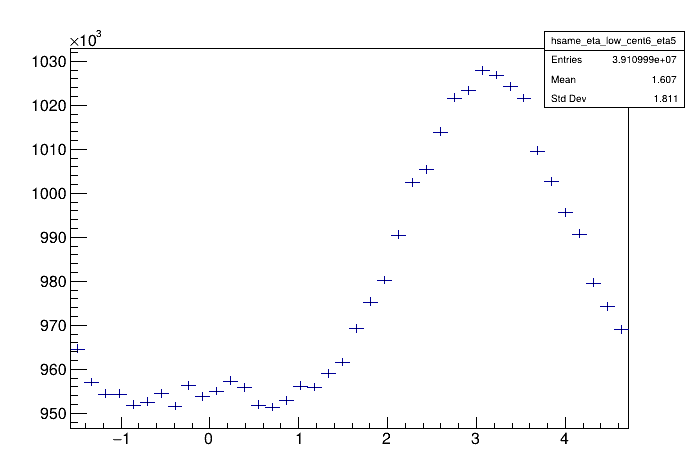 ×10³
hsame_eta_low_cent6_eta5
Entries 3.910999e+07
Mean 1.607
Std Dev 1.811
1030
1020
1010
1000
990
980
970
960
950
−1 0 1 2 3 4